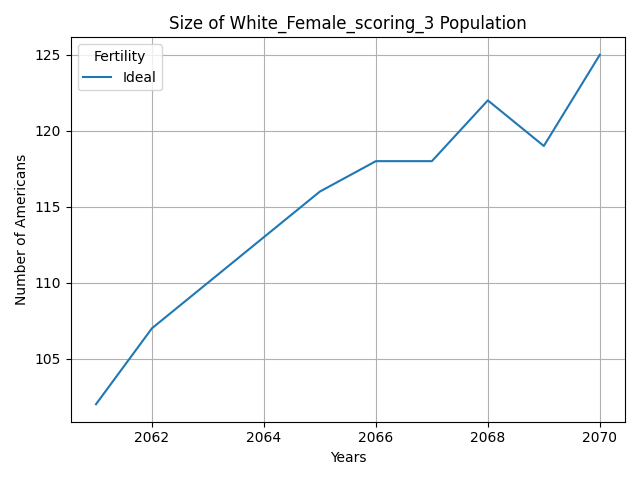 Size of White_Female_scoring_3 Population
Fertility
Ideal
125
120
115
110
105
Number of Americans
2062 2064 2066 2068 2070
Years